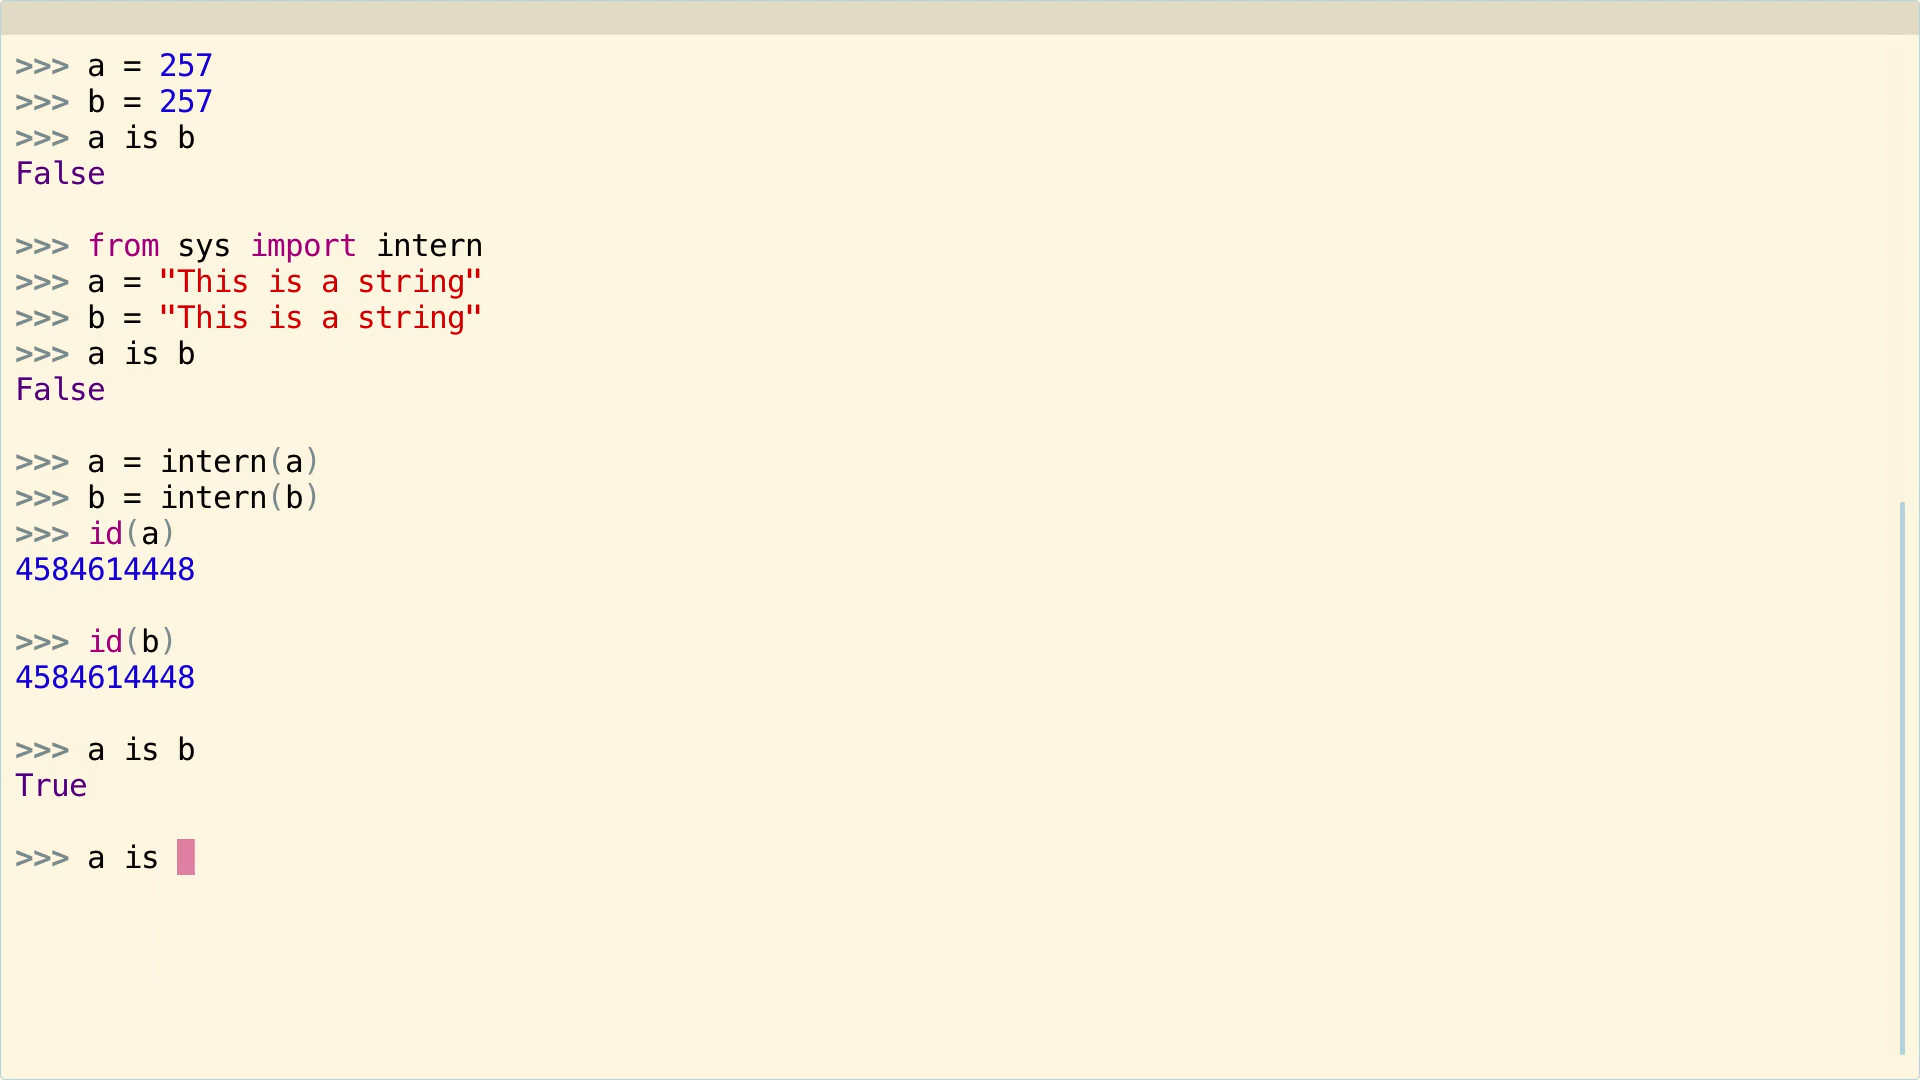 >>> a = 257
>>> b = 257
>>> a is b
False
>>> from sys import intern
>>> a = "This is a string"
>>> b = "This is a string"
>>> a is b
False
>>> a = intern(a)
>>> b = intern(b)
>>> id(a)
4584614448
>>> id(b)
4584614448
>>> a is b
True
>>> a is